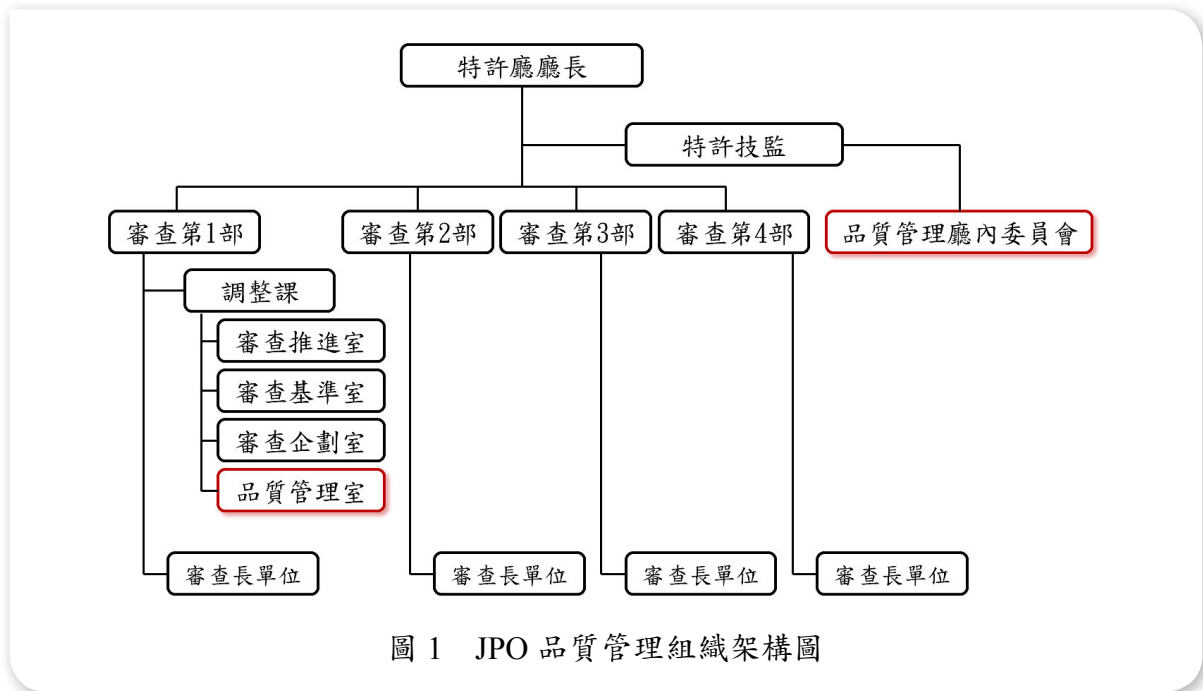 特許廳廳長
特許技監
審查第1部
審查第2部
審查第3部
審查第4部
品質管理廳內委員會
調整課
審查推進室
審查基準室
審查企劃室
品質管理室
審查長單位
審查長單位
審查長單位
審查長單位
圖 1 JPO 品質管理組織架構圖